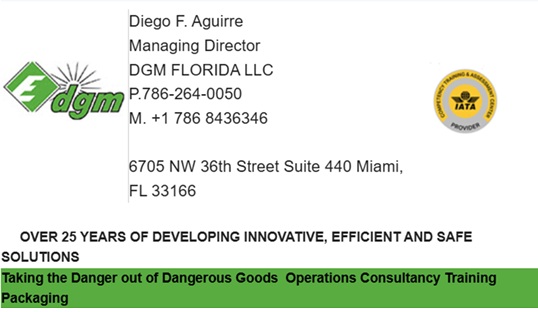 Diego F. Aguirre
Managing Director
DGM FLORIDA LLC
P.786-264-0050
M. +1 786 8436346
6705 NW 36th Street Suite 440 Miami,
FL 33166
dgm
COMPETENCY TRAINING & ASSESSMENT CENTER
IATA
PROVIDER
OVER 25 YEARS OF DEVELOPING INNOVATIVE, EFFICIENT AND SAFE
SOLUTIONS
Taking the Danger out of Dangerous Goods  Operations Consultancy Training
Packaging